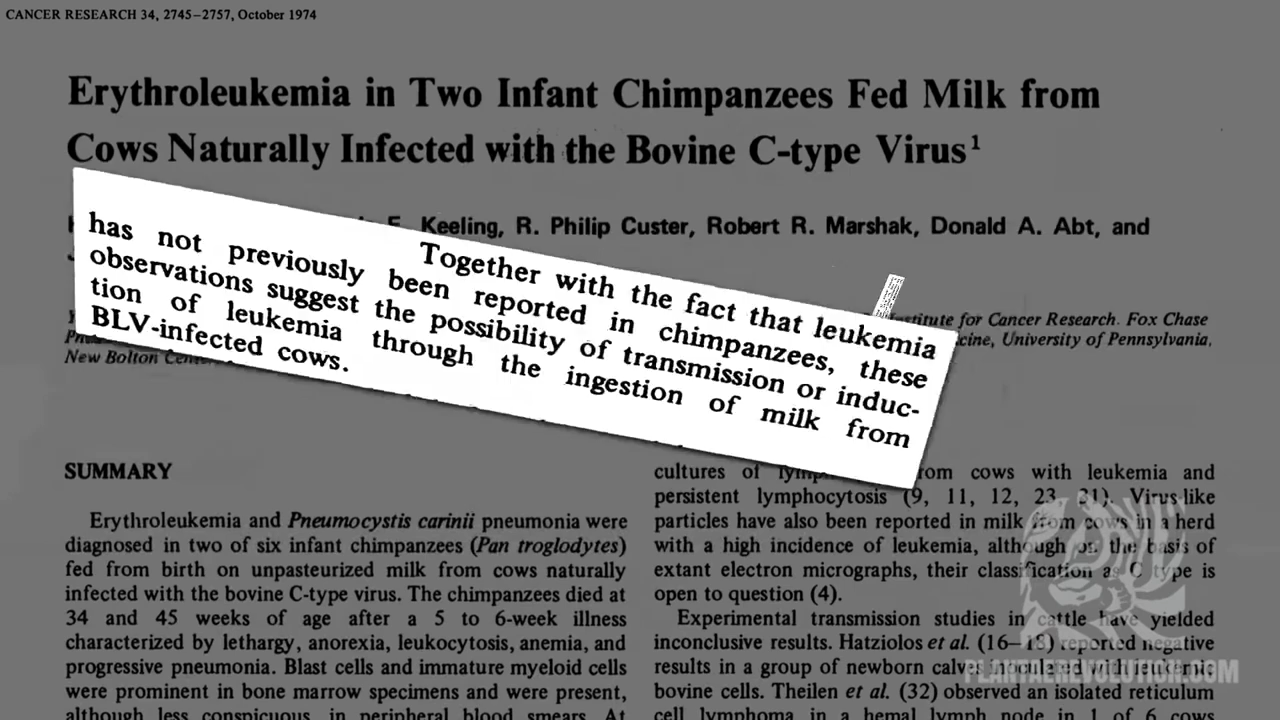 CANCER RESEARCH 34, 2745–2757, October 1974
Erythroleukemia in Two Infant Chimpanzees Fed Milk from
Cows Naturally Infected with the Bovine C-type Virus¹
E. Keeling, R. Philip Custer, Robert R. Marshak, Donald A. Abt, and
Together with the fact that leukemia
has not previously been reported in chimpanzees, these
observations suggest the possibility of transmission or induc-
tion of leukemia through the ingestion of milk from
BLV-infected cows.
for Cancer Research. Fox Chase
University of Pennsylvania,
New Bolton
SUMMARY
Erythroleukemia and Pneumocystis carinii pneumonia were
diagnosed in two of six infant chimpanzees (Pan troglodytes)
fed from birth on unpasteurized milk from cows naturally
infected with the bovine C-type virus. The chimpanzees died at
34 and 45 weeks of age after a 5 to 6-week illness
characterized by lethargy, anorexia, leukocytosis, anemia, and
progressive pneumonia. Blast cells and immature myeloid cells
were prominent in bone marrow specimens and were present,
although less conspicuous, in peripheral blood smears. At
cultures of from cows with leukemia and
persistent lymphocytosis (9, 11, 12, 23, 31). Virus-like
particles have also been reported in milk from cows in a herd
with a high incidence of leukemia, although on the basis of
extant electron micrographs, their classification as C type is
open to question (4).
Experimental transmission studies in cattle have yielded
inconclusive results. Hatziolos et al. (16–18) reported negative
results in a group of newborn calves inoculated with leukemic
bovine cells. Theilen et al. (32) observed an isolated reticulum
cell lymphoma in a hemal lymph node in 1 of 6 cows
PLANTAEREVOLUTION.COM